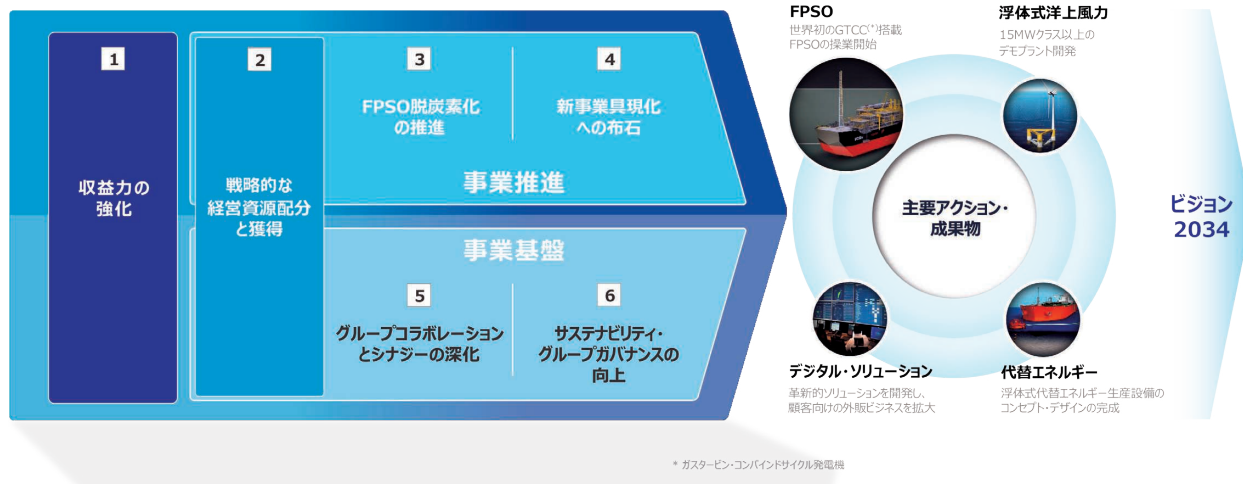 1
収益力の
強化
2
戦略的な
経営資源配分
と獲得
3
FPSO脱炭素化
の推進
4
新事業具現化
への布石
事業推進
事業基盤
5
グループコラボレーション
とシナジーの深化
6
サステナビリティ・
グループガバナンスの
向上
FPSO
世界初のGTCC(*)搭載
FPSOの操業開始
浮体式洋上風力
15MWクラス以上の
デモプラント開発
主要アクション・
成果物
デジタル・ソリューション
革新的ソリューションを開発し、
顧客向けの外販ビジネスを拡大
代替エネルギー
浮体式代替エネルギー生産設備の
コンセプト・デザインの完成
ビジョン
2034
* ガスタービン・コンバインドサイクル発電機